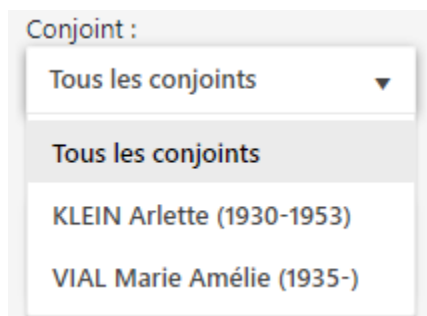 Conjoint :
Tous les conjoints
Tous les conjoints
KLEIN Arlette (1930-1953)
VIAL Marie Amélie (1935-)